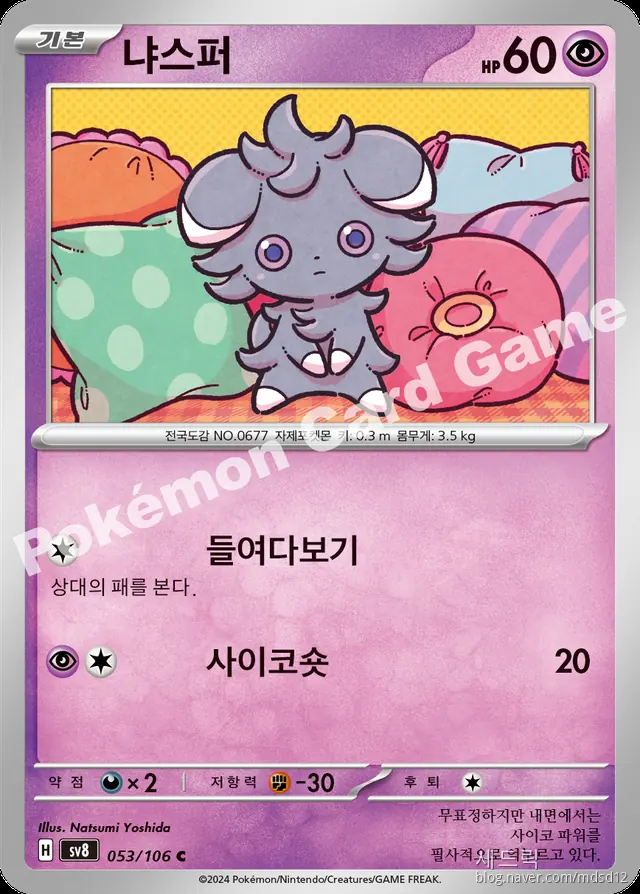 기본
냐스퍼
HP 60
전국도감 NO.0677 자제포켓몬 키: 0.3 m 몸무게: 3.5 kg
Pokémon Card Game
들여다보기
상대의 패를 본다.
사이코숏 20
약점 ×2 저항력 -30 후퇴
Illus. Natsumi Yoshida
무표정하지만 내면에서는
사이코 파워를
필사적으로 억누르고 있다.
H sv8 053/106 C
세드릭
blog.naver.com/mdsd12
©2024 Pokémon/Nintendo/Creatures/GAME FREAK.